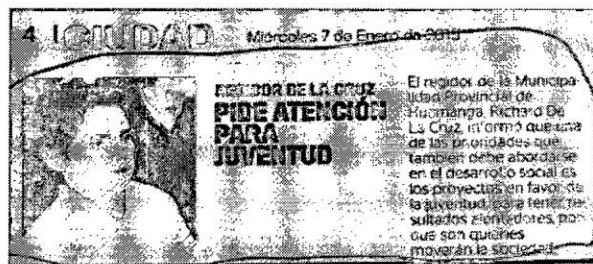 4 | CIUDAD
Miércoles 7 de Enero de 2015
REGIDOR DE LA CRUZ
PIDE ATENCIÓN
PARA
JUVENTUD
El regidor de la Municipa-
lidad Provincial de
Huamanga, Richard De
La Cruz, informó que una
de las prioridades que
también debe abordarse
en el desarrollo social es
los proyectos en favor de
la juventud, para tener re-
sultados alentadores, por-
que son quienes
moverán la sociedad